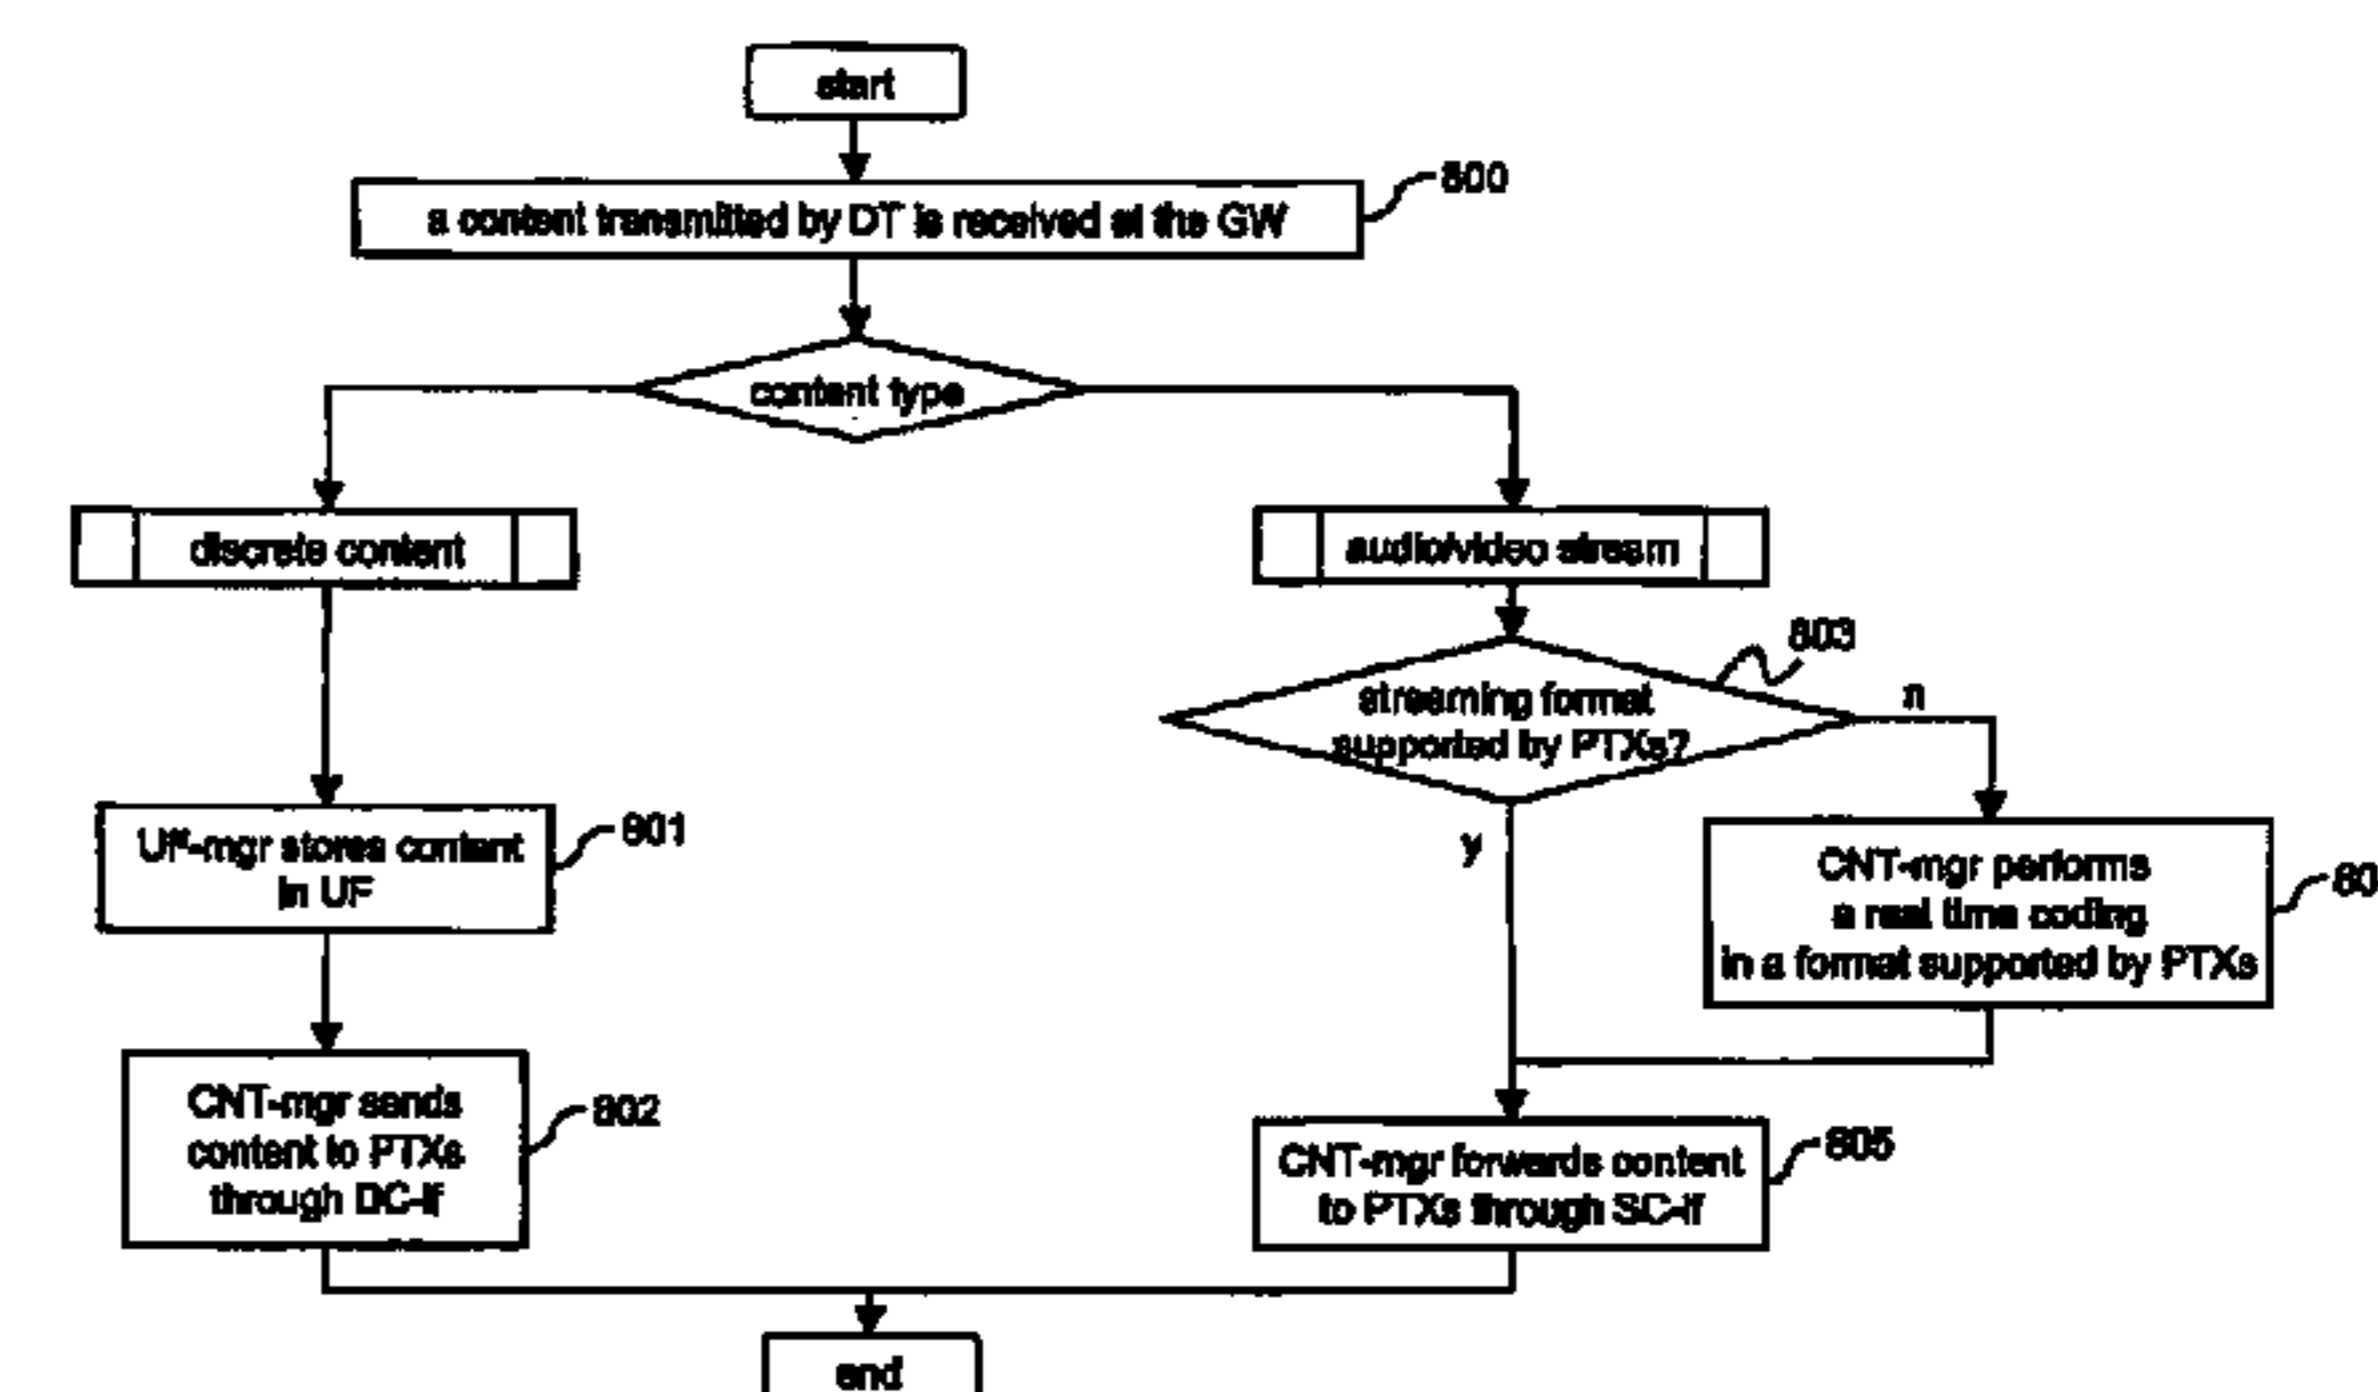 start
a content transmitted by DT is received at the GW
800
content type
discrete content
audio/video stream
803
streaming format
supported by PTXs?
n
y
UF-mgr stores content
in UF
801
CNT-mgr performs
a real time coding
in a format supported by PTXs
80
CNT-mgr sends
content to PTXs
through DC-if
802
CNT-mgr forwards content
to PTXs through SC-if
805
end